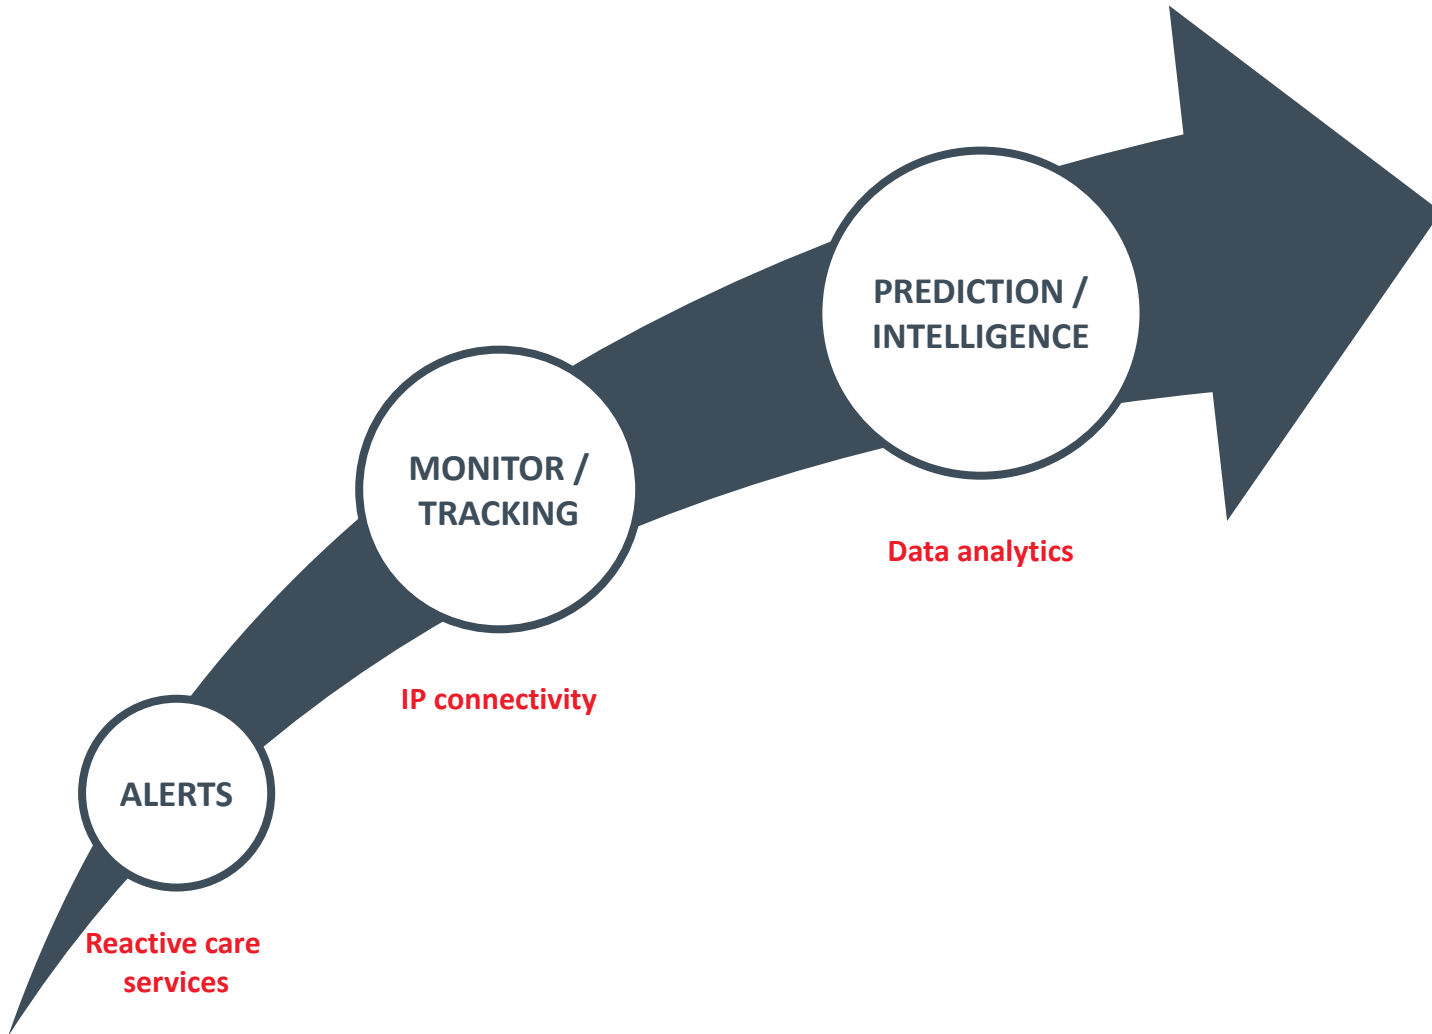 PREDICTION /
INTELLIGENCE
MONITOR /
TRACKING
Data analytics
IP connectivity
ALERTS
Reactive care
services